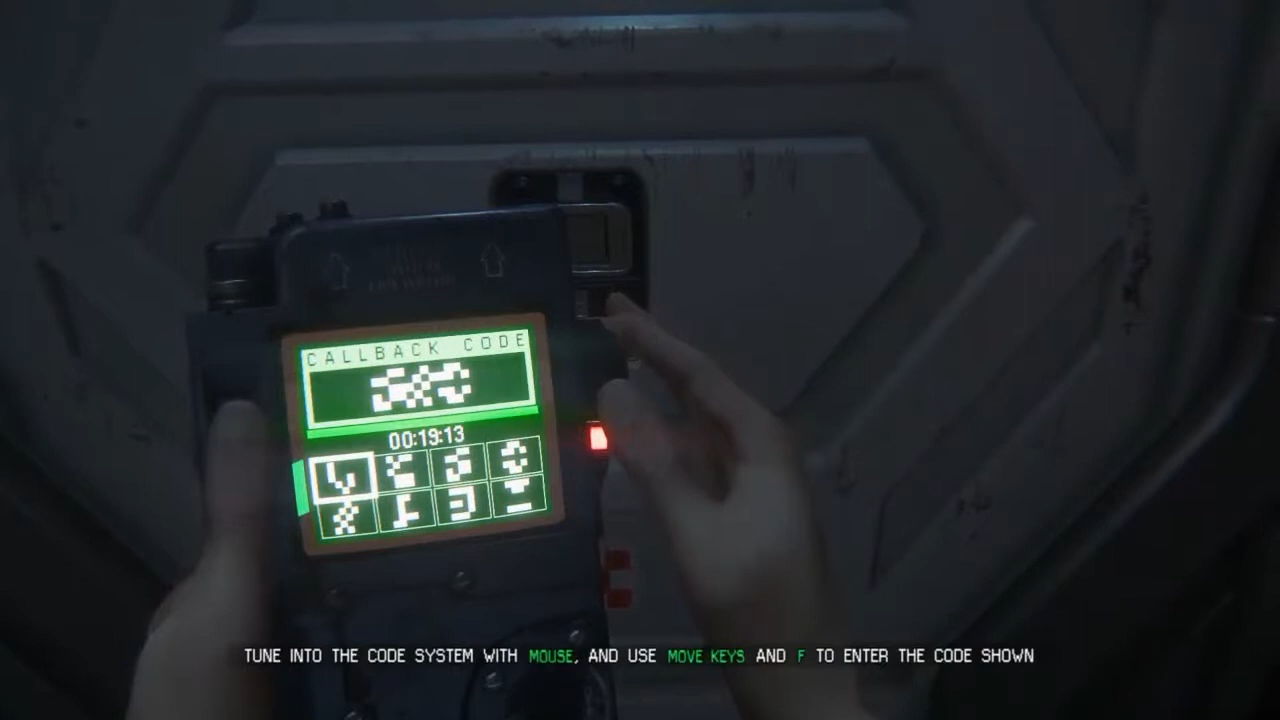 CALLBACK CODE
00:19:13
TUNE INTO THE CODE SYSTEM WITH MOUSE, AND USE MOVE KEYS AND F TO ENTER THE CODE SHOWN